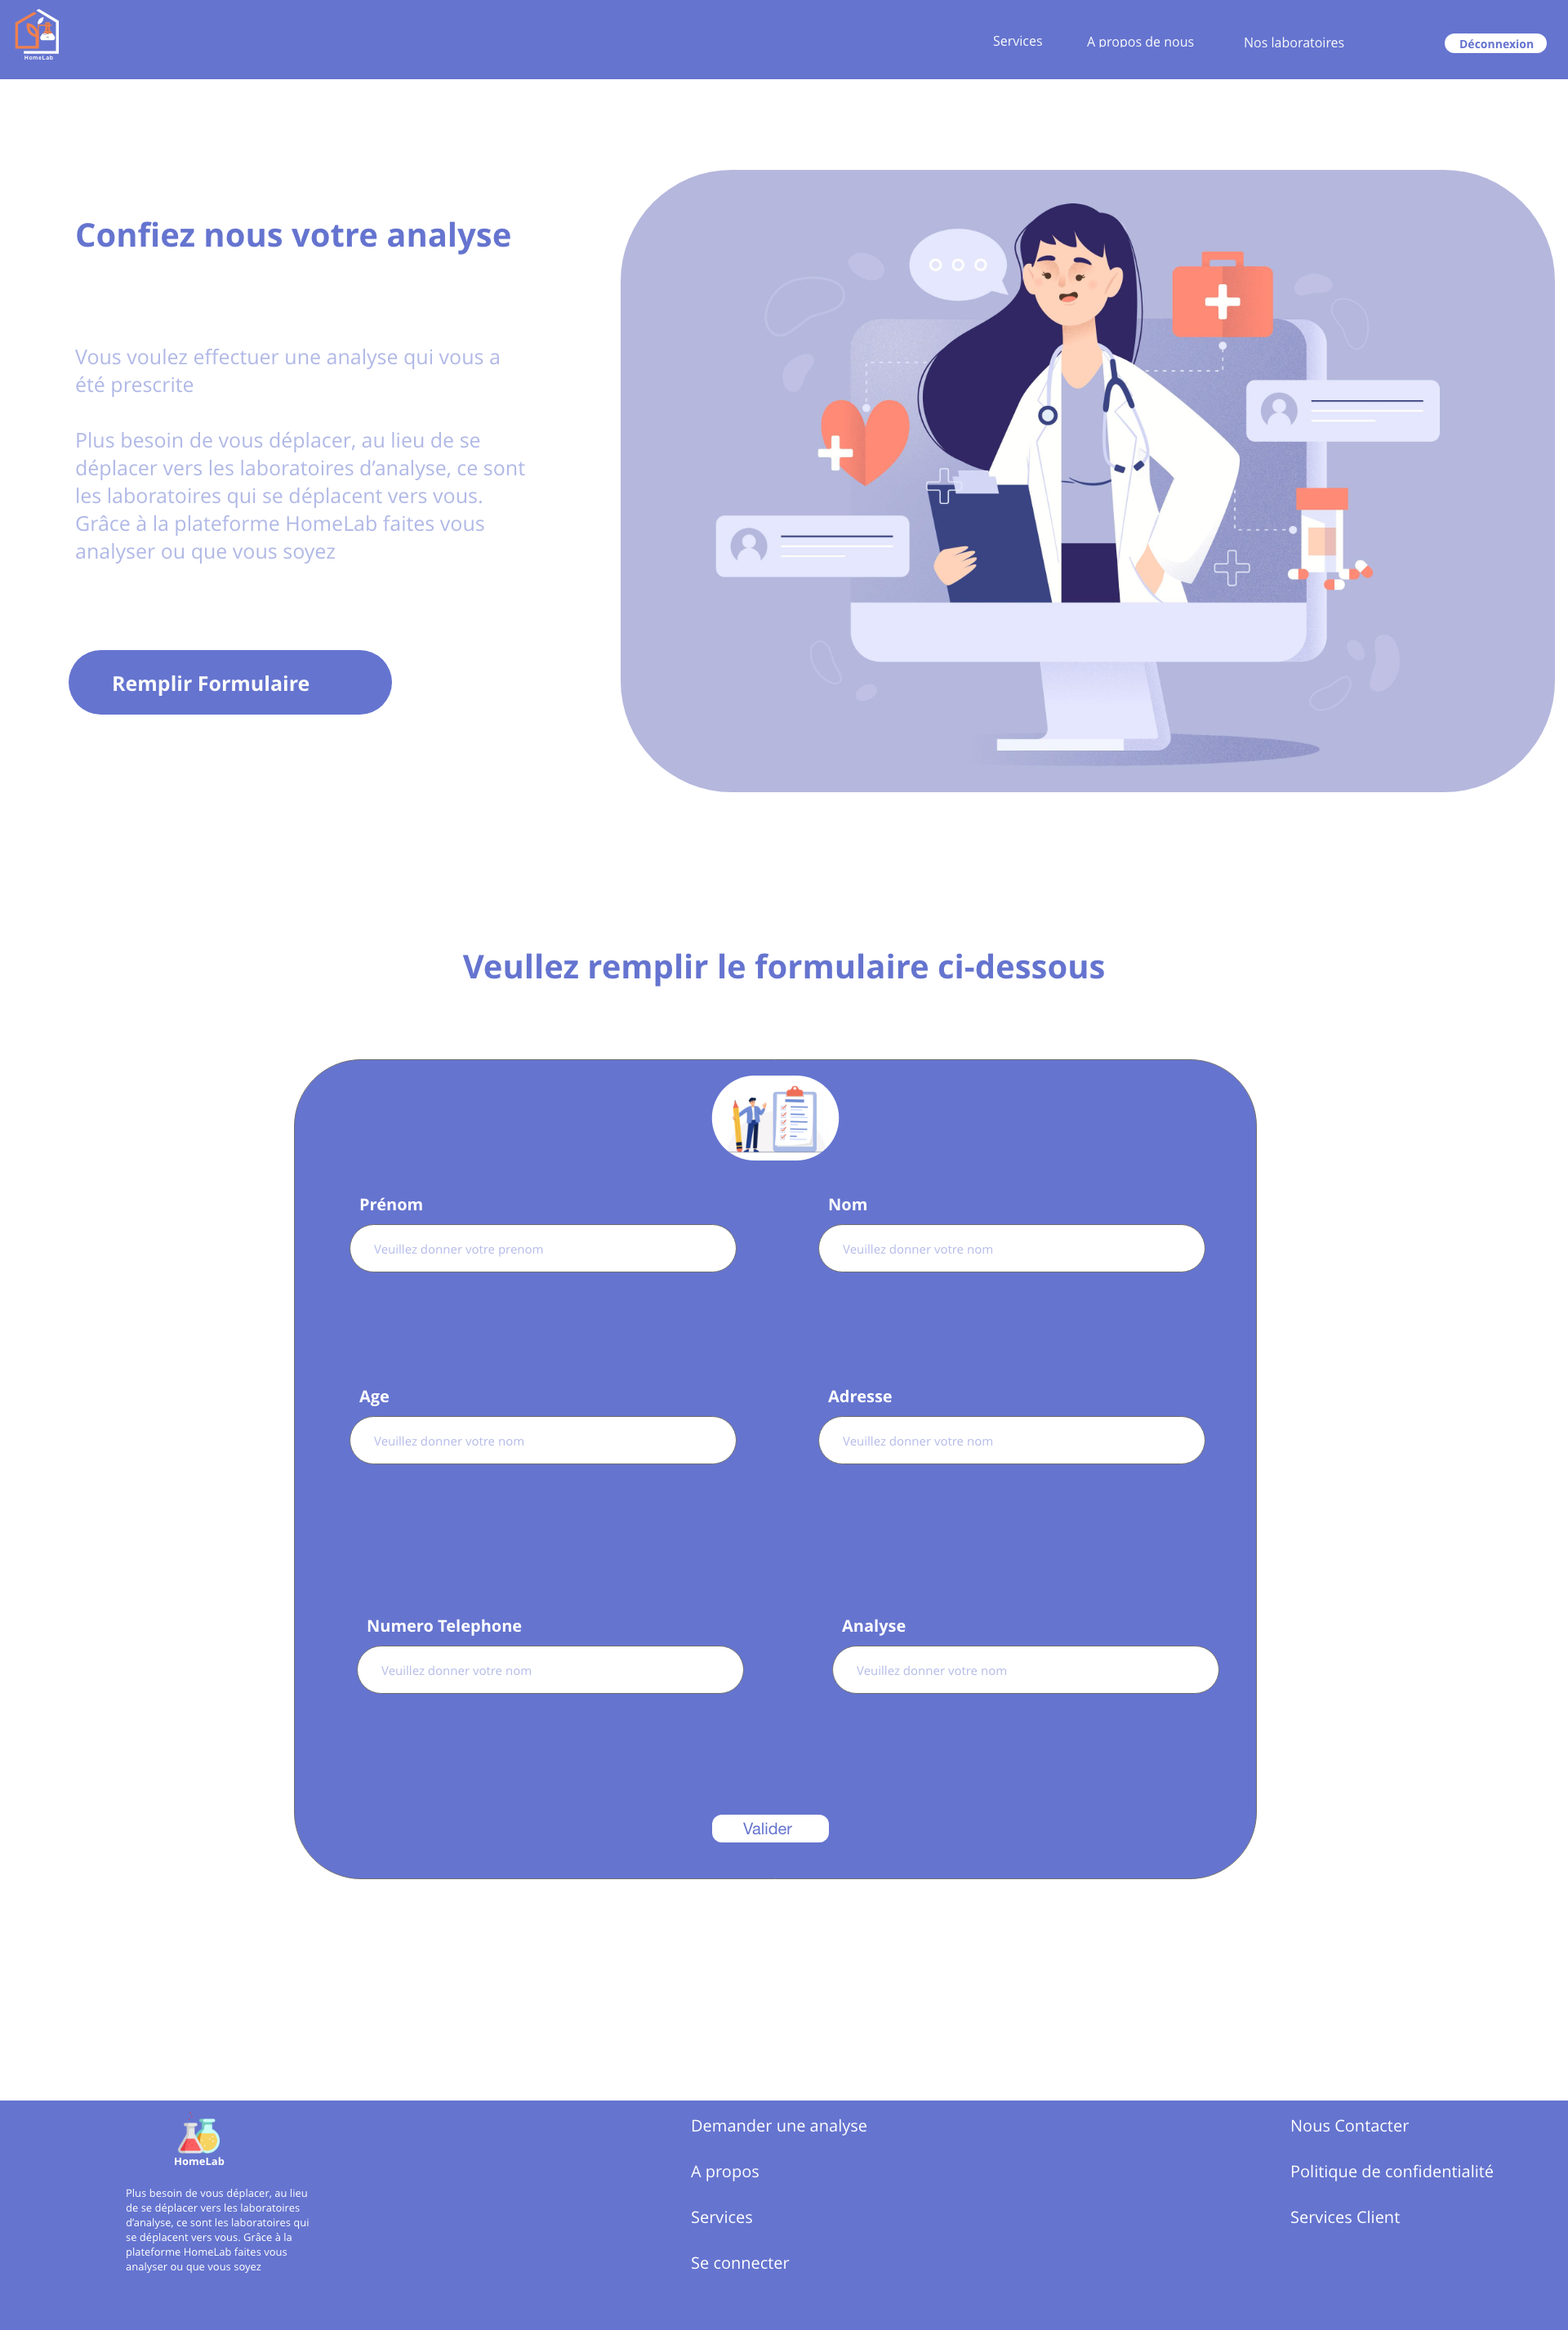 HomeLab
Services
A propos de nous
Nos laboratoires
Déconnexion
Confiez nous votre analyse
Vous voulez effectuer une analyse qui vous a
été prescrite
Plus besoin de vous déplacer, au lieu de se
déplacer vers les laboratoires d’analyse, ce sont
les laboratoires qui se déplacent vers vous.
Grâce à la plateforme HomeLab faites vous
analyser ou que vous soyez
Remplir Formulaire
Veullez remplir le formulaire ci-dessous
Prénom
Nom
Veuillez donner votre prenom
Veuillez donner votre nom
Age
Adresse
Veuillez donner votre nom
Veuillez donner votre nom
Numero Telephone
Analyse
Veuillez donner votre nom
Veuillez donner votre nom
Valider
HomeLab
Plus besoin de vous déplacer, au lieu
de se déplacer vers les laboratoires
d’analyse, ce sont les laboratoires qui
se déplacent vers vous. Grâce à la
plateforme HomeLab faites vous
analyser ou que vous soyez
Demander une analyse
A propos
Services
Se connecter
Nous Contacter
Politique de confidentialité
Services Client